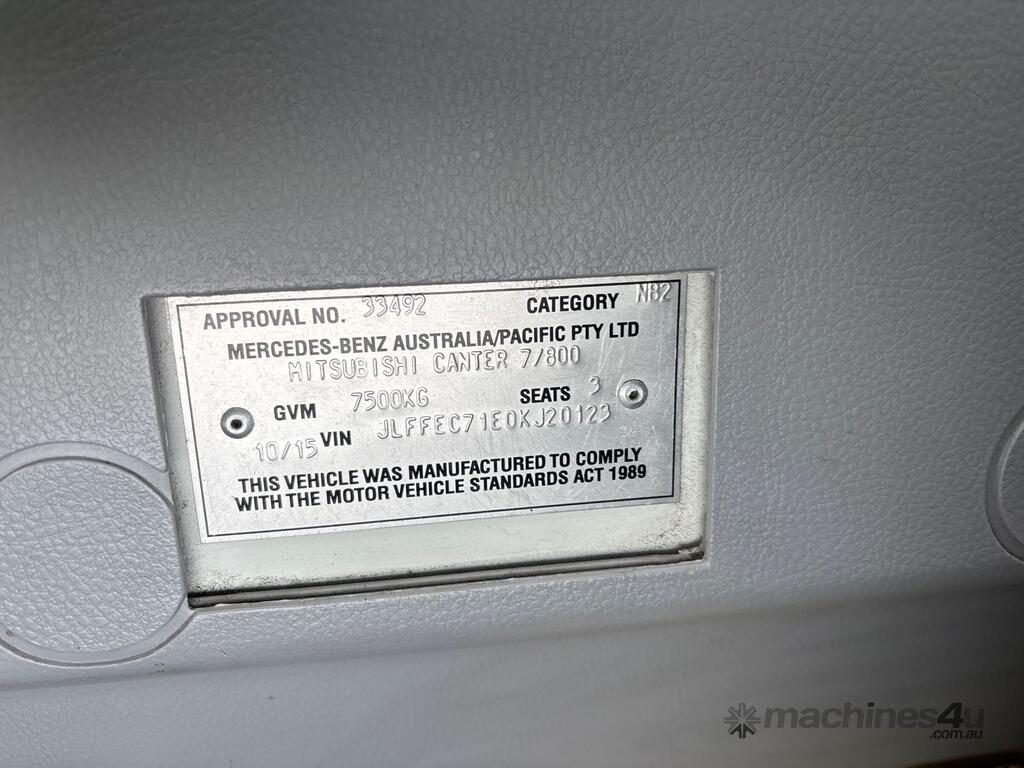 APPROVAL NO. 33492 CATEGORY NB2
MERCEDES-BENZ AUSTRALIA/PACIFIC PTY LTD
MITSUBISHI CANTER 7/800
GVM 7500KG SEATS 3
10/15 VIN JLFFEC71E0KJ20123
THIS VEHICLE WAS MANUFACTURED TO COMPLY
WITH THE MOTOR VEHICLE STANDARDS ACT 1989
machines4u
.com.au